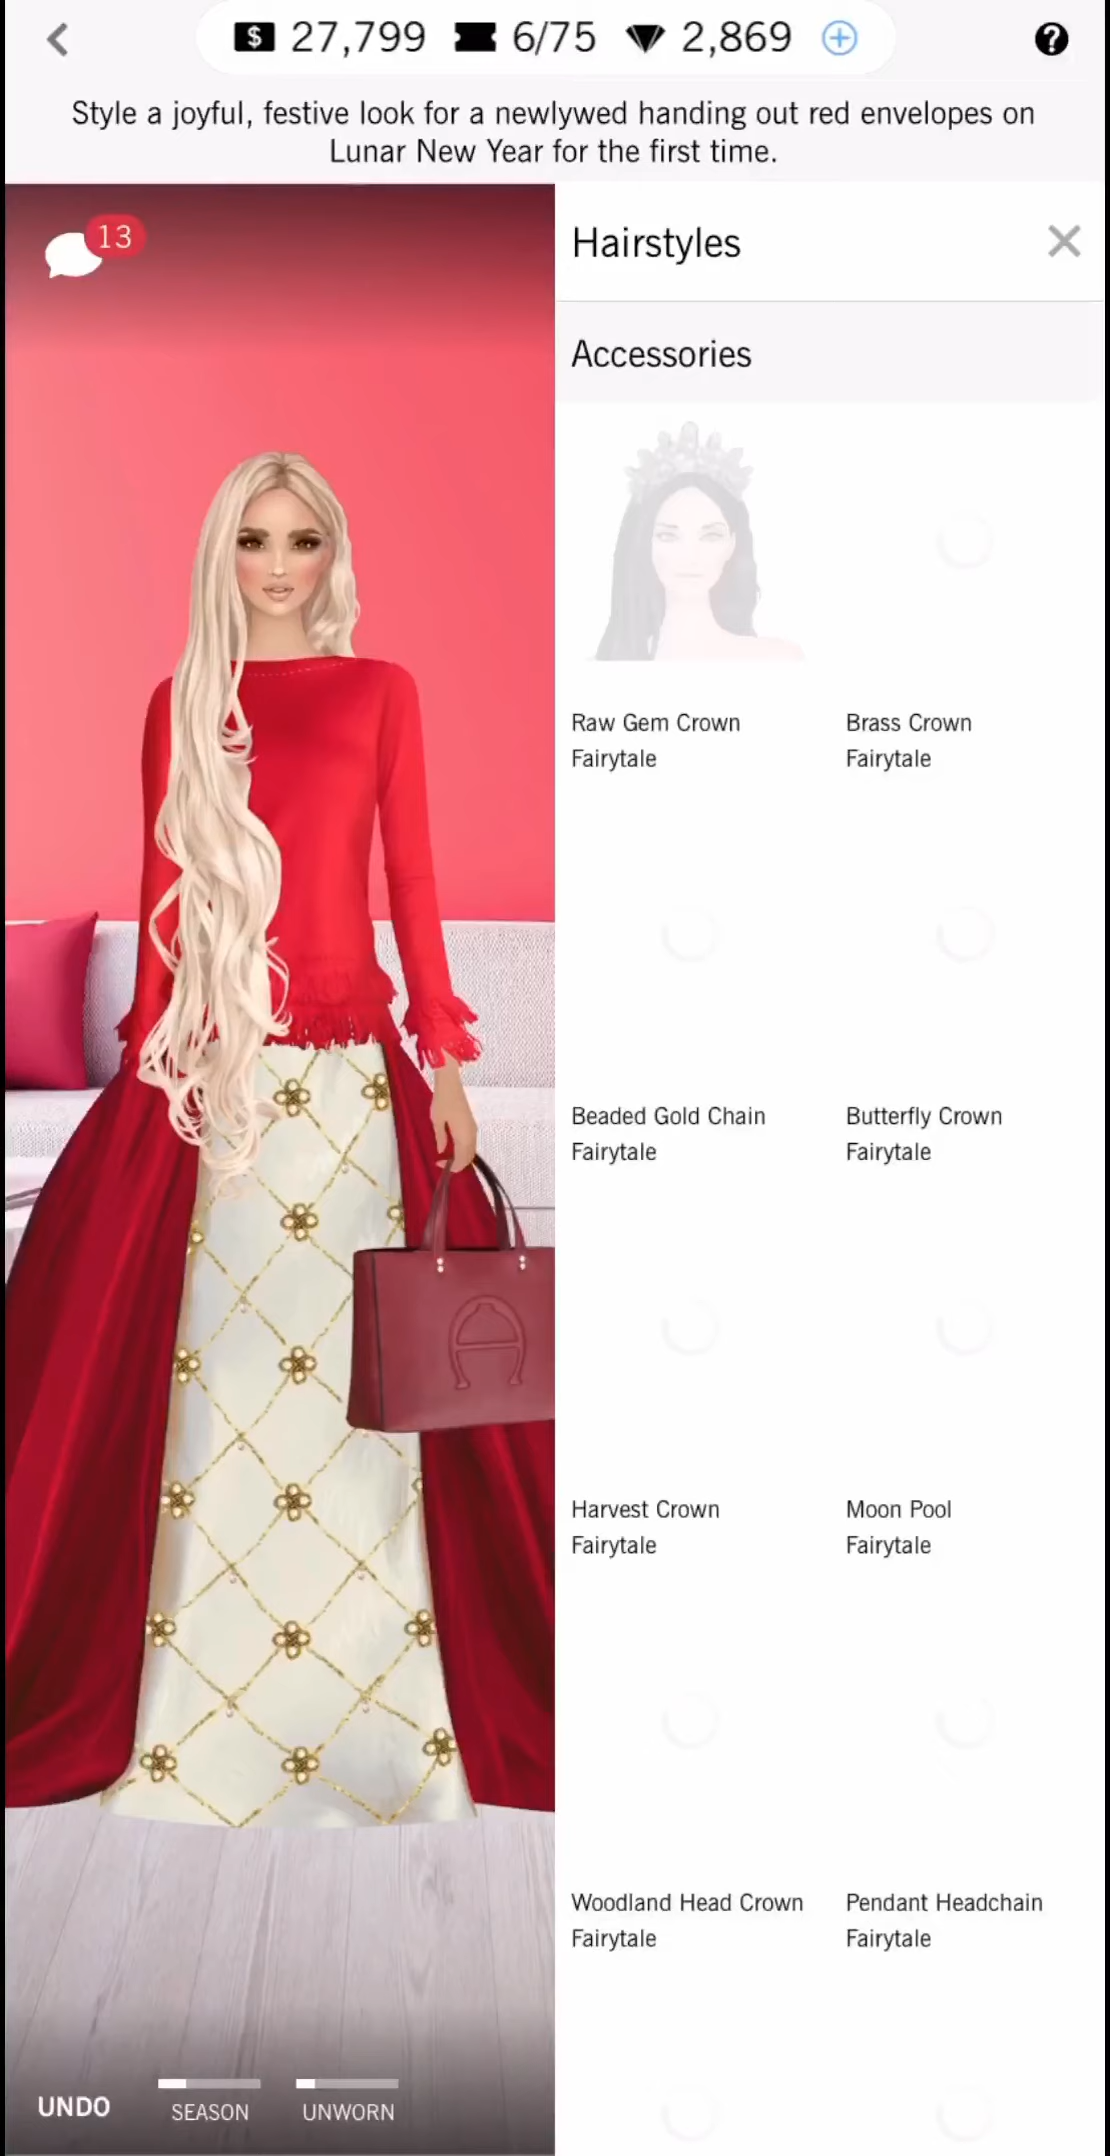 $ 27,799 6/75 2,869
Style a joyful, festive look for a newlywed handing out red envelopes on
Lunar New Year for the first time.
13
Hairstyles
Accessories
Raw Gem Crown
Fairytale
Brass Crown
Fairytale
Beaded Gold Chain
Fairytale
Butterfly Crown
Fairytale
A
Harvest Crown
Fairytale
Moon Pool
Fairytale
Woodland Head Crown
Fairytale
Pendant Headchain
Fairytale
UNDO
SEASON
UNWORN